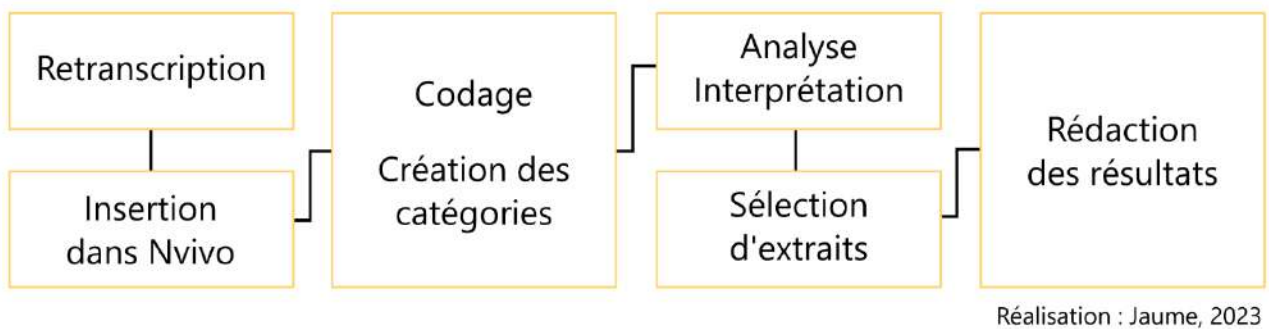 Retranscription
Insertion
dans Nvivo
Codage
Création des
catégories
Analyse
Interprétation
Sélection
d'extraits
Rédaction
des résultats
Réalisation : Jaume, 2023